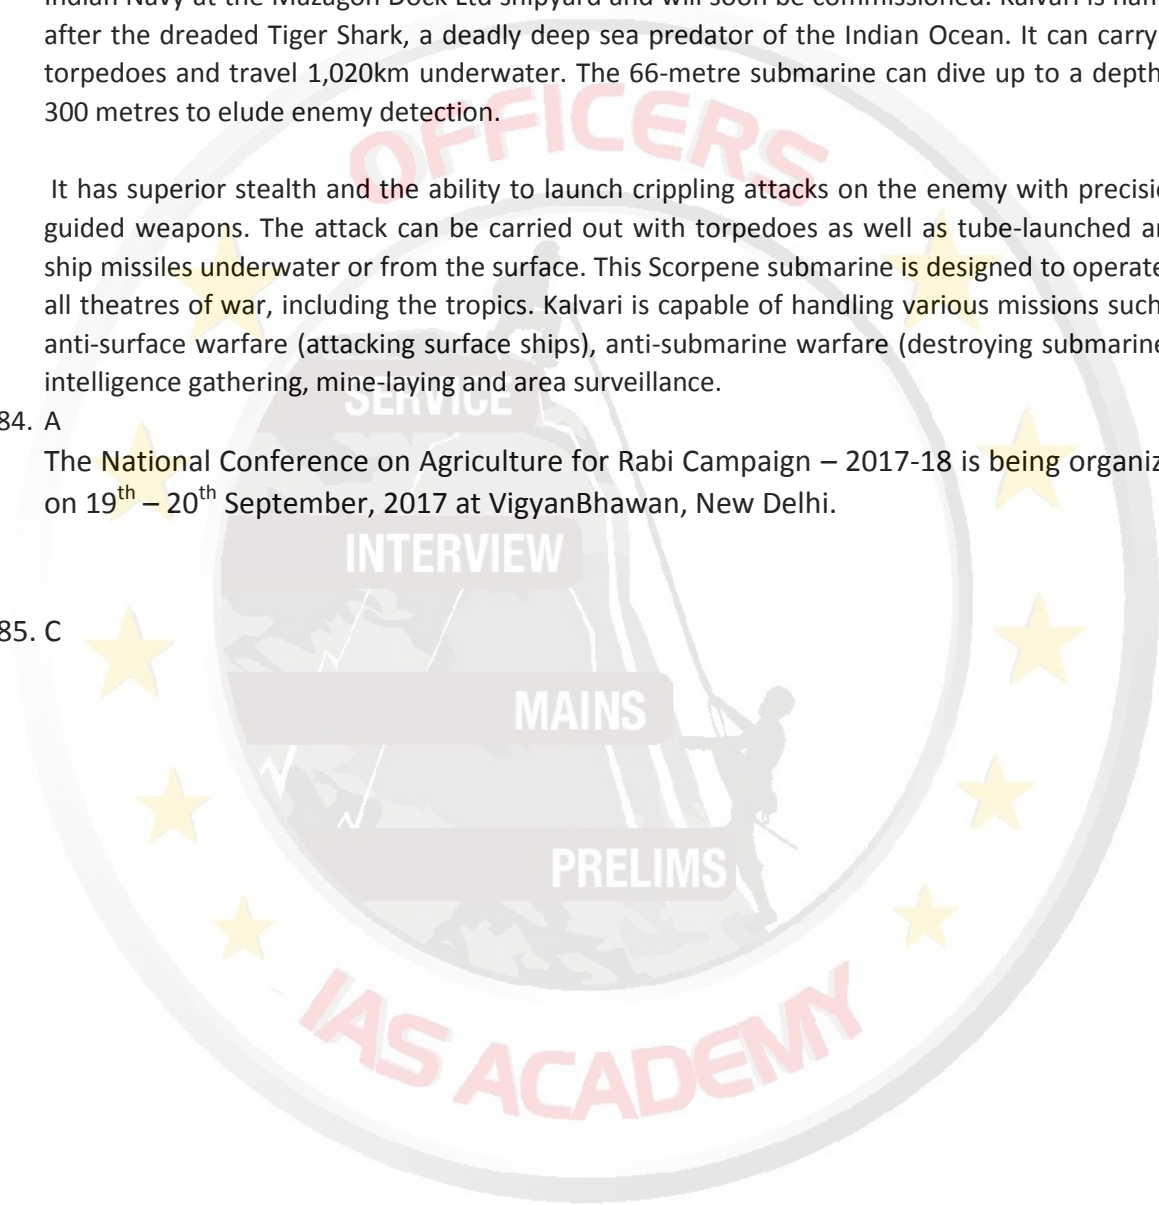 Indian Navy at the Mazagon Dock Ltd shipyard and will soon be commissioned. Kalvari is
after the dreaded Tiger Shark, a deadly deep sea predator of the Indian Ocean. It can carry
torpedoes and travel 1,020km underwater. The 66-metre submarine can dive up to a depth
300 metres to elude enemy detection.
OFFICERS
It has superior stealth and the ability to launch crippling attacks on the enemy with
guided weapons. The attack can be carried out with torpedoes as well as tube-launched
ship missiles underwater or from the surface. This Scorpene submarine is designed to operate
all theatres of war, including the tropics. Kalvari is capable of handling various missions such
anti-surface warfare (attacking surface ships), anti-submarine warfare (destroying submarine
intelligence gathering, mine-laying and area surveillance.
SERVICE
84. A
The National Conference on Agriculture for Rabi Campaign – 2017-18 is being organiz
on 19th – 20th September, 2017 at VigyanBhawan, New Delhi.
INTERVIEW
85. C
MAINS
PRELIMS
IAS ACADEMY